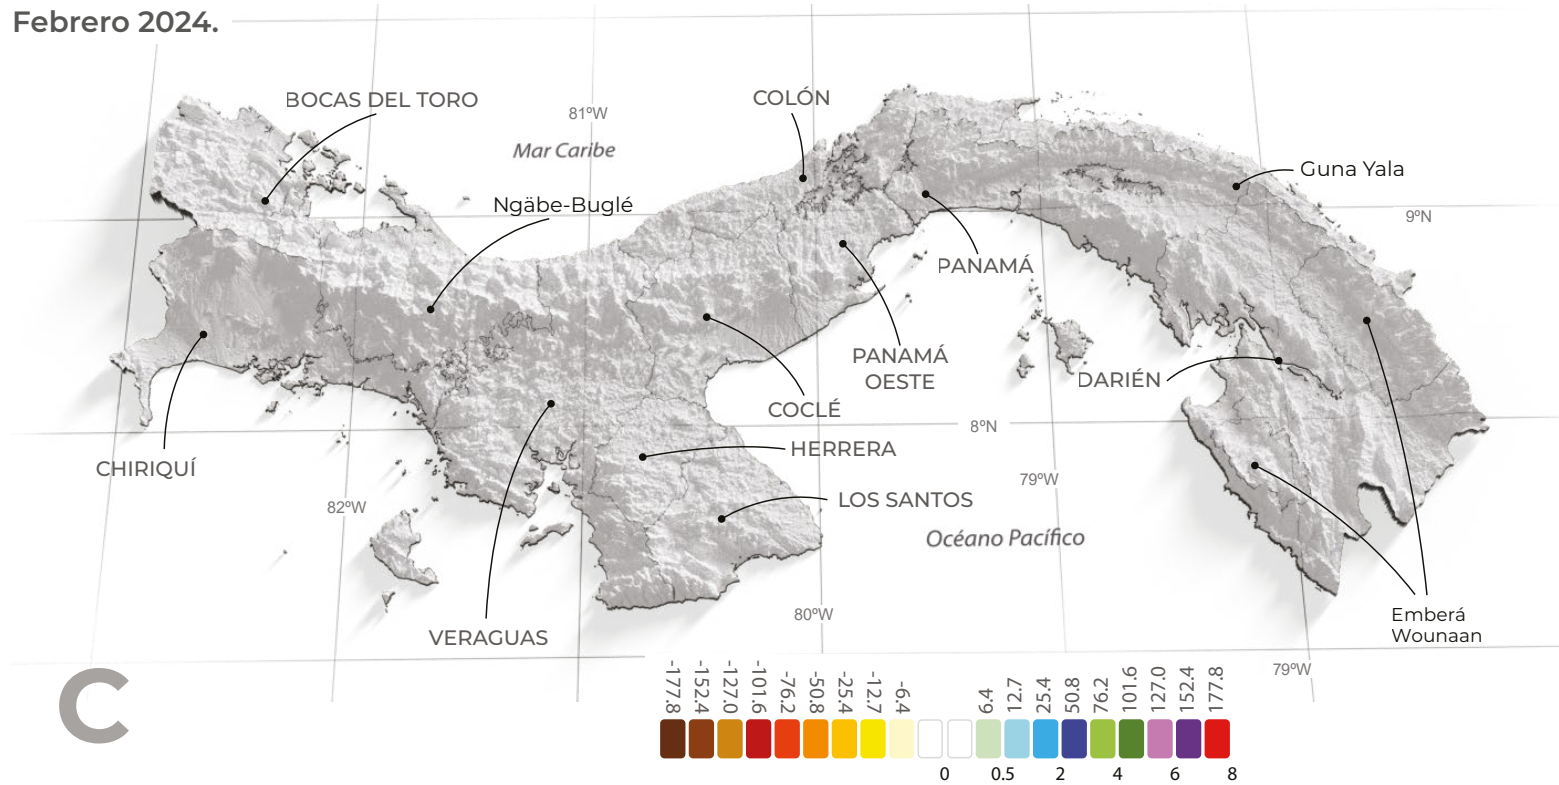 Febrero 2024.
BOCAS DEL TORO
COLÓN
81ºW
Mar Caribe
Guna Yala
Ngäbe-Buglé
9ºN
PANAMÁ
PANAMÁ
OESTE
DARIÉN
COCLÉ
8ºN
HERRERA
CHIRIQUÍ
79ºW
LOS SANTOS
82ºW
Océano Pacífico
80ºW
Emberá
Wounaan
VERAGUAS
79ºW
C
-177.8
-152.4
-127.0
-101.6
-76.2
-50.8
-25.4
-12.7
-6.4
6.4
12.7
25.4
50.8
76.2
101.6
127.0
152.4
177.8
0 0.5 2 4 6 8